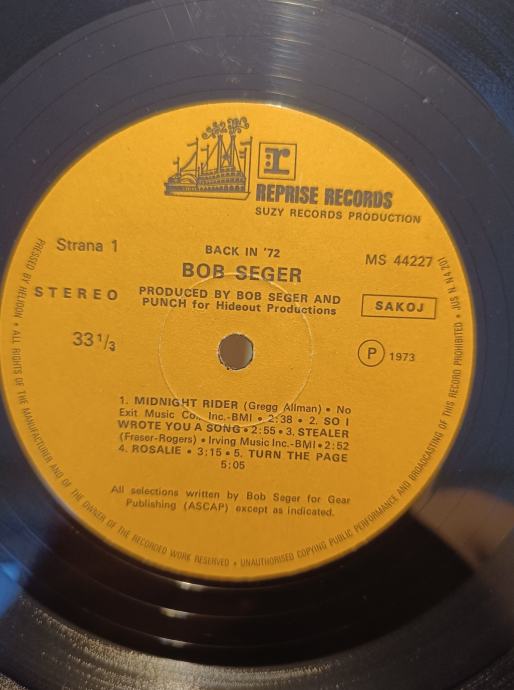 r
REPRISE RECORDS
SUZY RECORDS PRODUCTION
Strana 1
BACK IN '72
MS 44227
BOB SEGER
STEREO
PRODUCED BY BOB SEGER AND
PUNCH for Hideout Productions
SAKOJ
33 1/3
P 1973
1. MIDNIGHT RIDER (Gregg Allman) • No
Exit Music Co. Inc.-BMI • 2:38 • 2. SO I
WROTE YOU A SONG • 2:55 • 3. STEALER
(Fraser-Rogers) • Irving Music Inc.-BMI • 2:52
4. ROSALIE • 3:15 • 5. TURN THE PAGE
5:05
All selections written by Bob Seger for Gear
Publishing (ASCAP) except as indicated.
PRESSED BY HELIDON • ALL RIGHTS OF THE MANUFACTURER AND OF THE OWNER OF THE RECORDED WORK RESERVED • UNAUTHORISED COPYING PUBLIC PERFORMANCE AND BROADCASTING OF THIS RECORD PROHIBITED • JUS N.N4.201